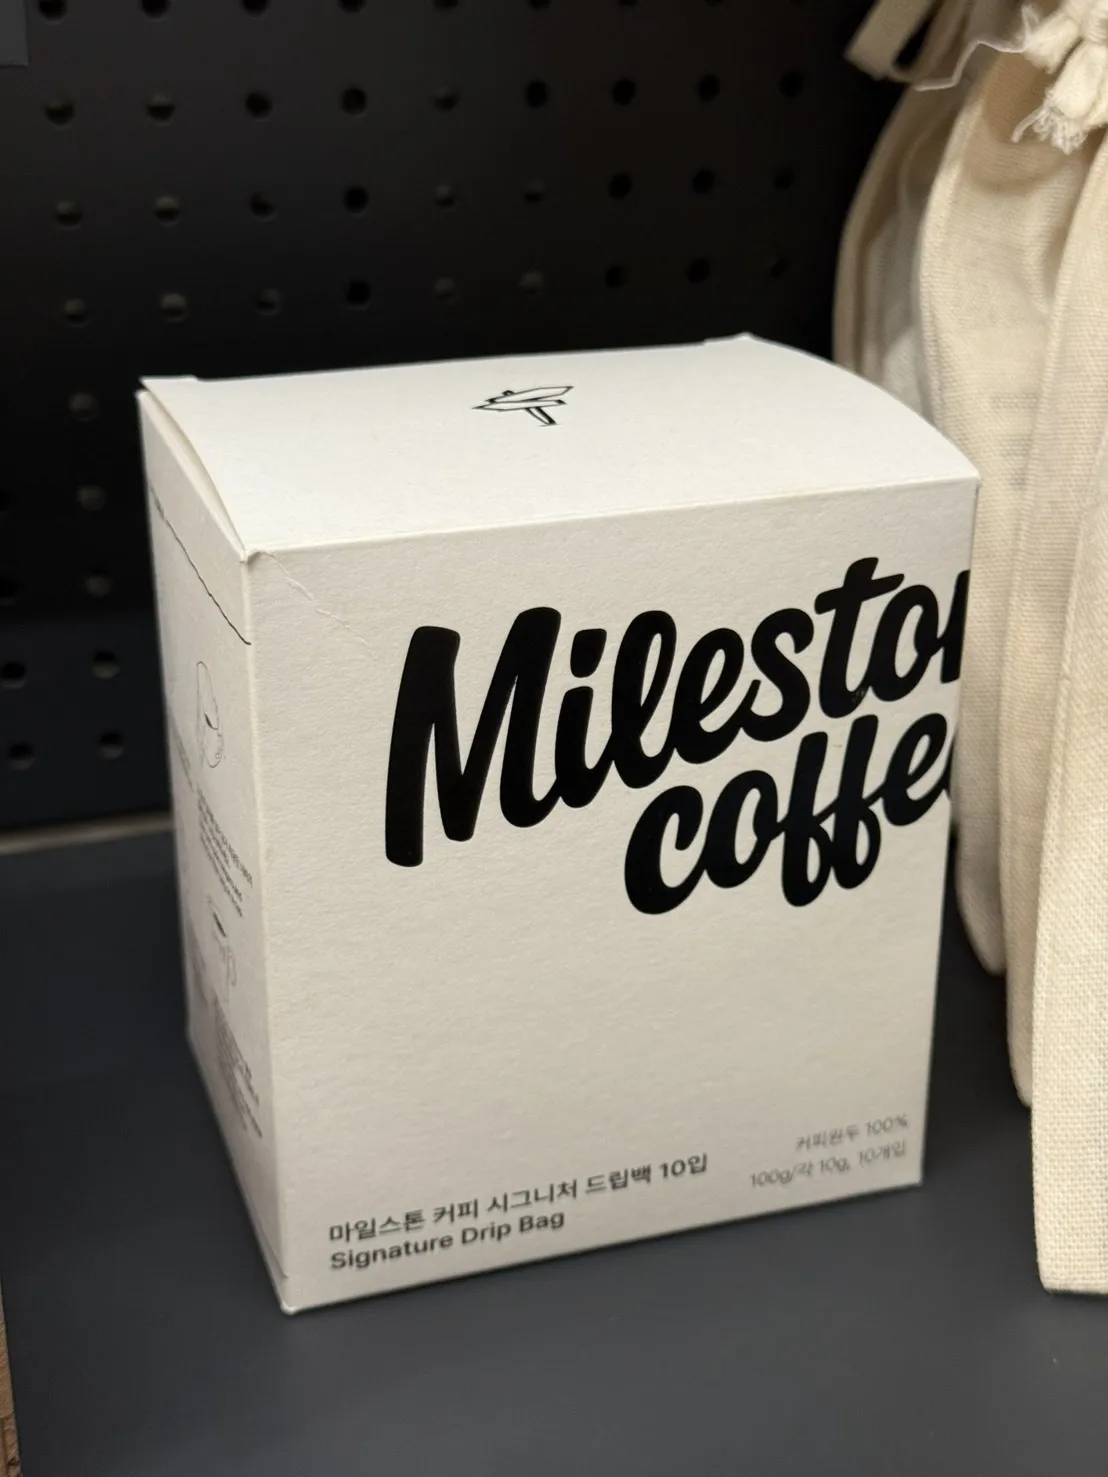 Mileston
coffee
마일스톤 커피 시그니처 드립백 10입
Signature Drip Bag
커피원두 100%
100g/각 10g, 10개입